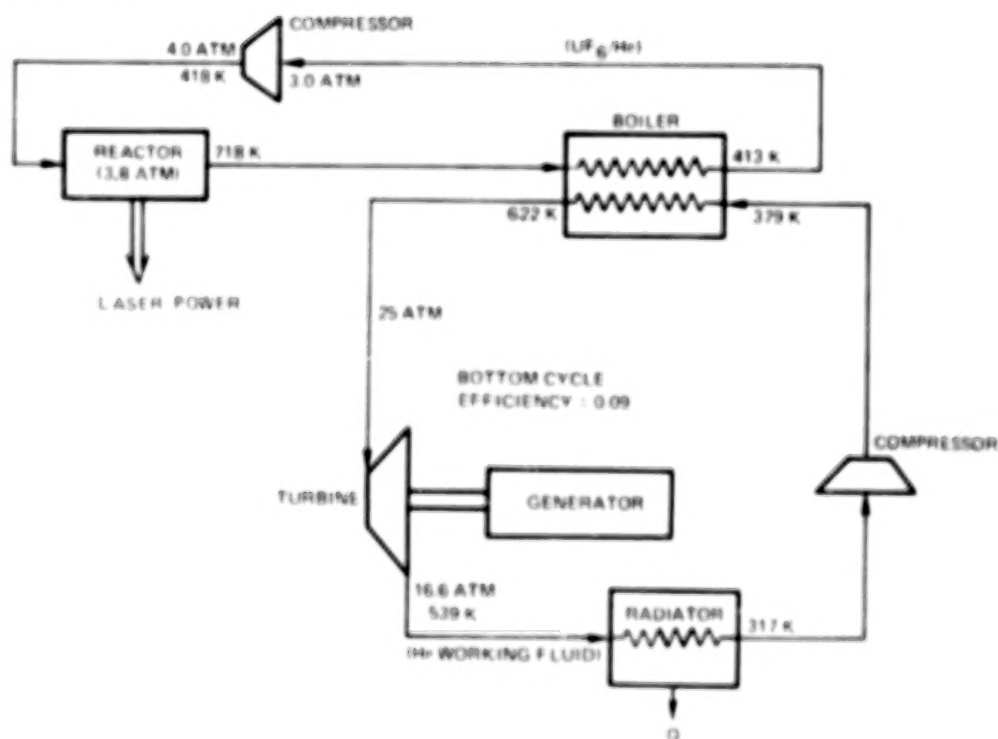 COMPRESSOR
4.0 ATM
418 K
3.0 ATM
(UF6/He)
BOILER
REACTOR
(3.8 ATM)
718 K
413 K
622 K
379 K
LASER POWER
25 ATM
BOTTOM CYCLE
EFFICIENCY : 0.09
COMPRESSOR
TURBINE
GENERATOR
16.6 ATM
539 K
RADIATOR
317 K
(He WORKING FLUID)
Q